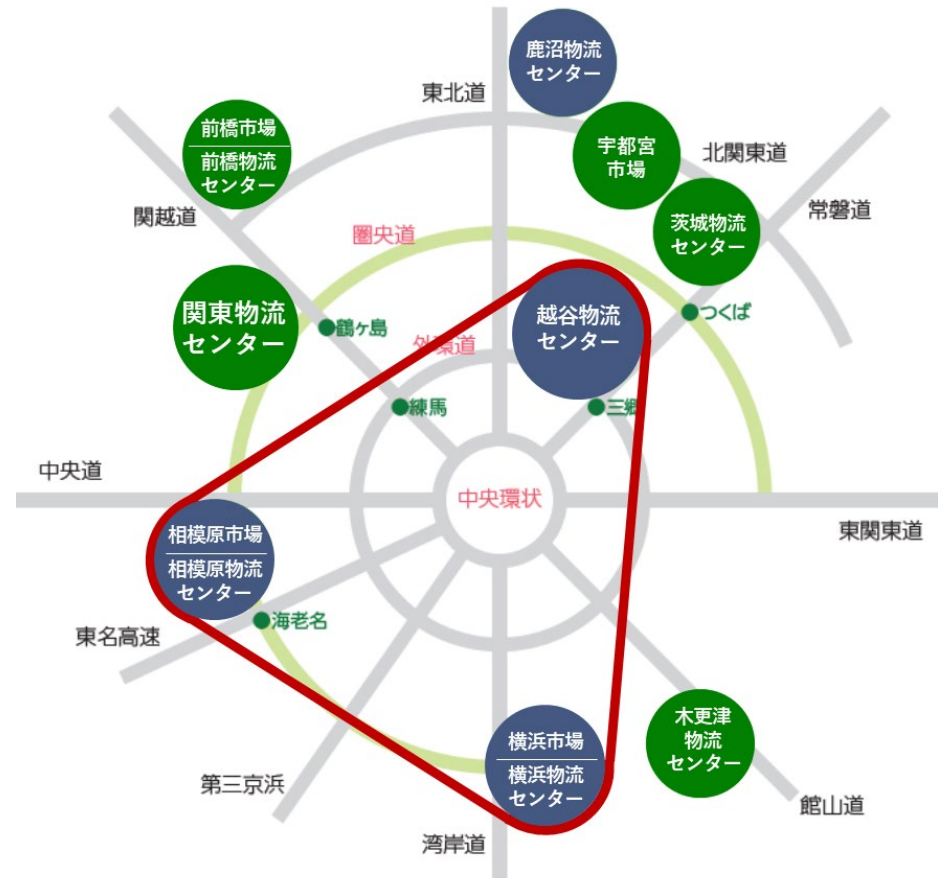 鹿沼物流
センター
東北道
前橋市場
前橋物流
センター
宇都宮
市場
北関東道
関越道
茨城物流
センター
常磐道
圏央道
関東物流
センター
鶴ヶ島
越谷物流
センター
つくば
外環道
練馬
三郷
中央道
中央環状
東関東道
相模原市場
相模原物流
センター
海老名
東名高速
木更津
物流
センター
横浜市場
横浜物流
センター
第三京浜
館山道
湾岸道